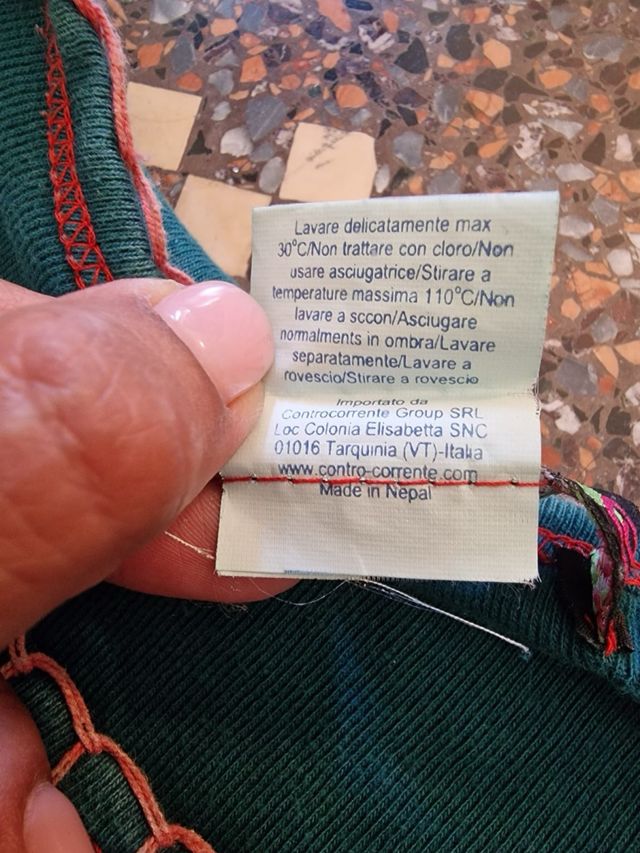 Lavare delicatamente max
30°C/Non trattare con cloro/Non
usare asciugatrice/Stirare a
temperature massima 110°C/Non
lavare a sccon/Asciugare
normalments in ombra/Lavare
separatamente/Lavare a
rovescio/Stirare a rovescio
Importato da
Controcorrente Group SRL
Loc Colonia Elisabetta SNC
01016 Tarquinia (VT)-Italia
www.contro-corrente.com
Made in Nepal